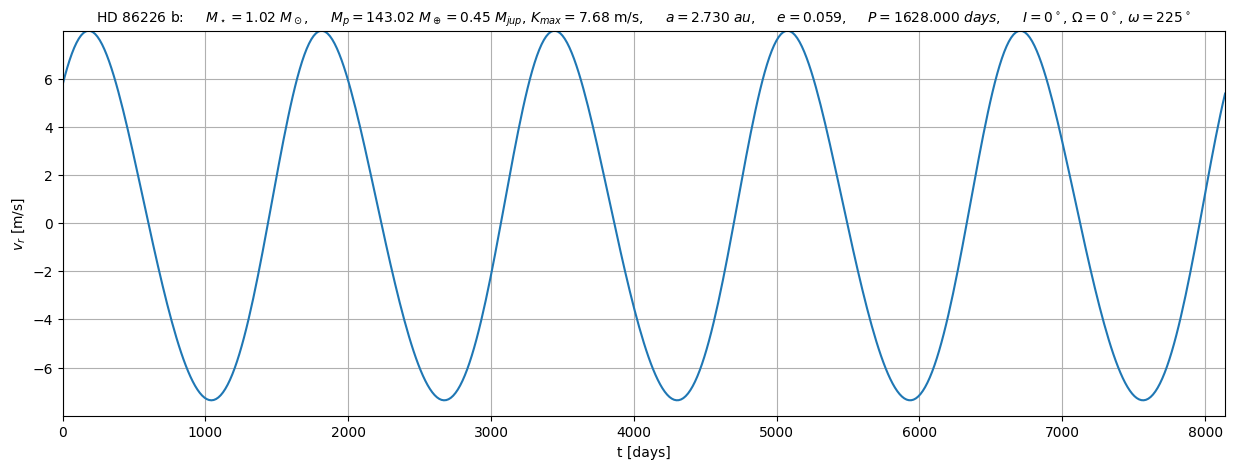 HD 86226 b: M⋆ = 1.02 M⊙, Mp = 143.02 M⊕ = 0.45 Mjup, Kmax = 7.68 m/s, a = 2.730 au, e = 0.059, P = 1628.000 days, I = 0°, Ω = 0°, ω = 225°
6
4
2
0
−2
−4
−6
vr [m/s]
0 1000 2000 3000 4000 5000 6000 7000 8000
t [days]